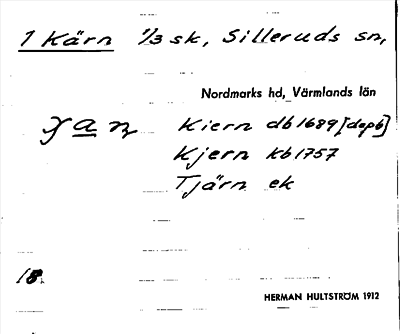 1 Kärn 1/3 sk, Silleruds sn,
Nordmarks hd, Värmlands län
Kiern db 1689 [dopb]
Kjern kb 1757
Tjärn ek
18.
HERMAN HULTSTRÖM 1912